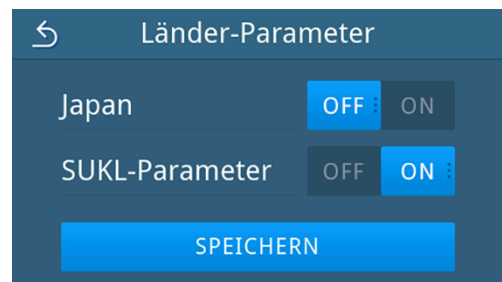 Länder-Parameter
Japan OFF ON
SUKL-Parameter OFF ON
SPEICHERN